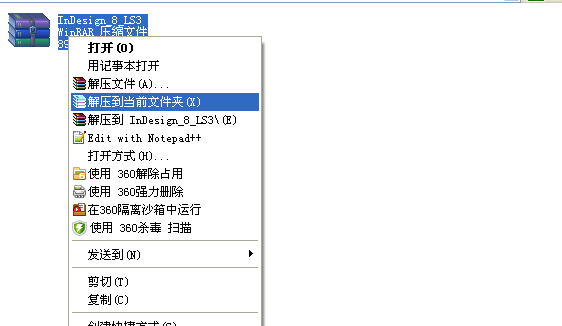 InDesign_8_LS3
WinRAR 压缩文件
打开(O)
用记事本打开
解压文件(A)...
解压到当前文件夹(X)
解压到 InDesign_8_LS3\(E)
Edit with Notepad++
打开方式(H)...
使用 360解除占用
使用 360强力删除
在360隔离沙箱中运行
使用 360杀毒 扫描
发送到(N)
剪切(T)
复制(C)